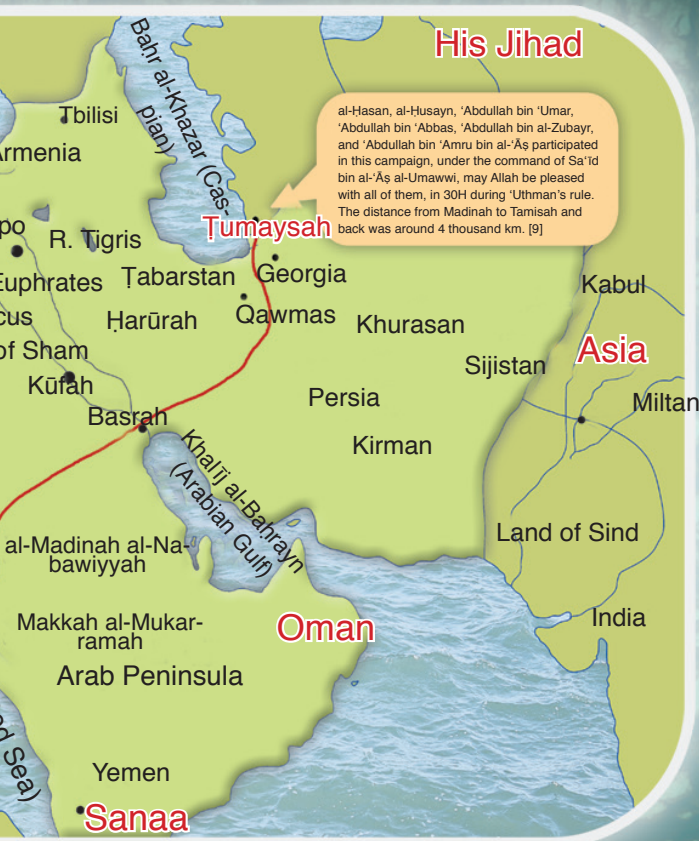 His Jihad
Bahr al-Khazar (Cas-
pian)
al-Ḥasan, al-Ḥusayn, ‘Abdullah bin ‘Umar,
‘Abdullah bin ‘Abbas, ‘Abdullah bin al-Zubayr,
and ‘Abdullah bin ‘Amru bin al-‘Āṣ participated
in this campaign, under the command of Sa‘īd
bin al-‘Āṣ al-Umawwi, may Allah be pleased
with all of them, in 30H during ‘Uthman’s rule.
The distance from Madinah to Tamisah and
back was around 4 thousand km. [9]
Tbilisi
Armenia
po
R. Tigris
Ṭumaysah
Euphrates
Ṭabarstan
Georgia
Kabul
cus
Ḥarūrah
Qawmas
Khurasan
of Sham
Asia
Sijistan
Kūfah
Persia
Miltan
Basrah
Kirman
Khalīj al-Baḥrayn
(Arabian Gulf)
Land of Sind
al-Madinah al-Na-
bawiyyah
India
Makkah al-Mukar-
ramah
Oman
Arab Peninsula
ed Sea)
Yemen
Sanaa